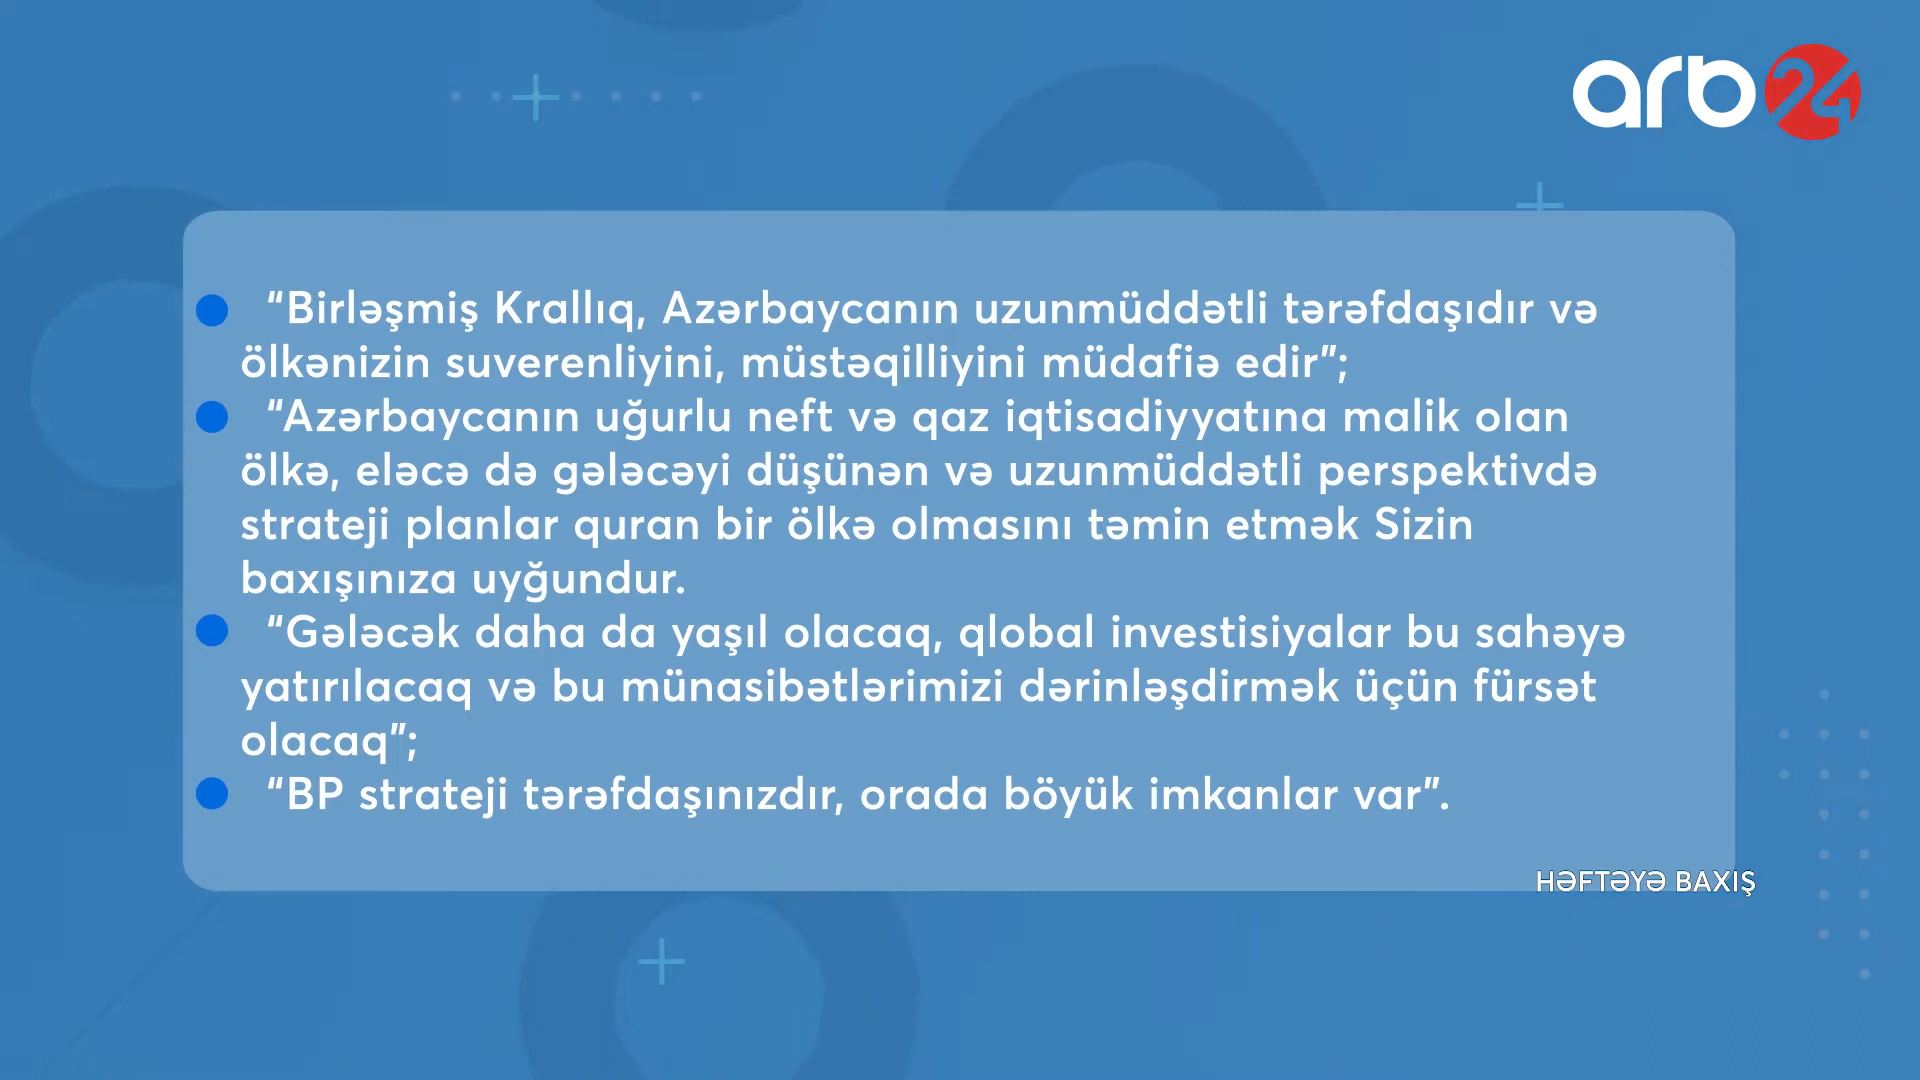 arb 24
“Birləşmiş Krallıq, Azərbaycanın uzunmüddətli tərəfdaşıdır və
ölkənizin suverenliyini, müstəqilliyini müdafiə edir”;
“Azərbaycanın uğurlu neft və qaz iqtisadiyyatına malik olan
ölkə, eləcə də gələcəyi düşünən və uzunmüddətli perspektivdə
strateji planlar quran bir ölkə olmasını təmin etmək Sizin
baxışınıza uyğundur.
“Gələcək daha da yaşıl olacaq, qlobal investisiyalar bu sahəyə
yatırılacaq və bu münasibətlərimizi dərinləşdirmək üçün fürsət
olacaq”;
“BP strateji tərəfdaşınızdır, orada böyük imkanlar var”.
HƏFTƏYƏ BAXIŞ